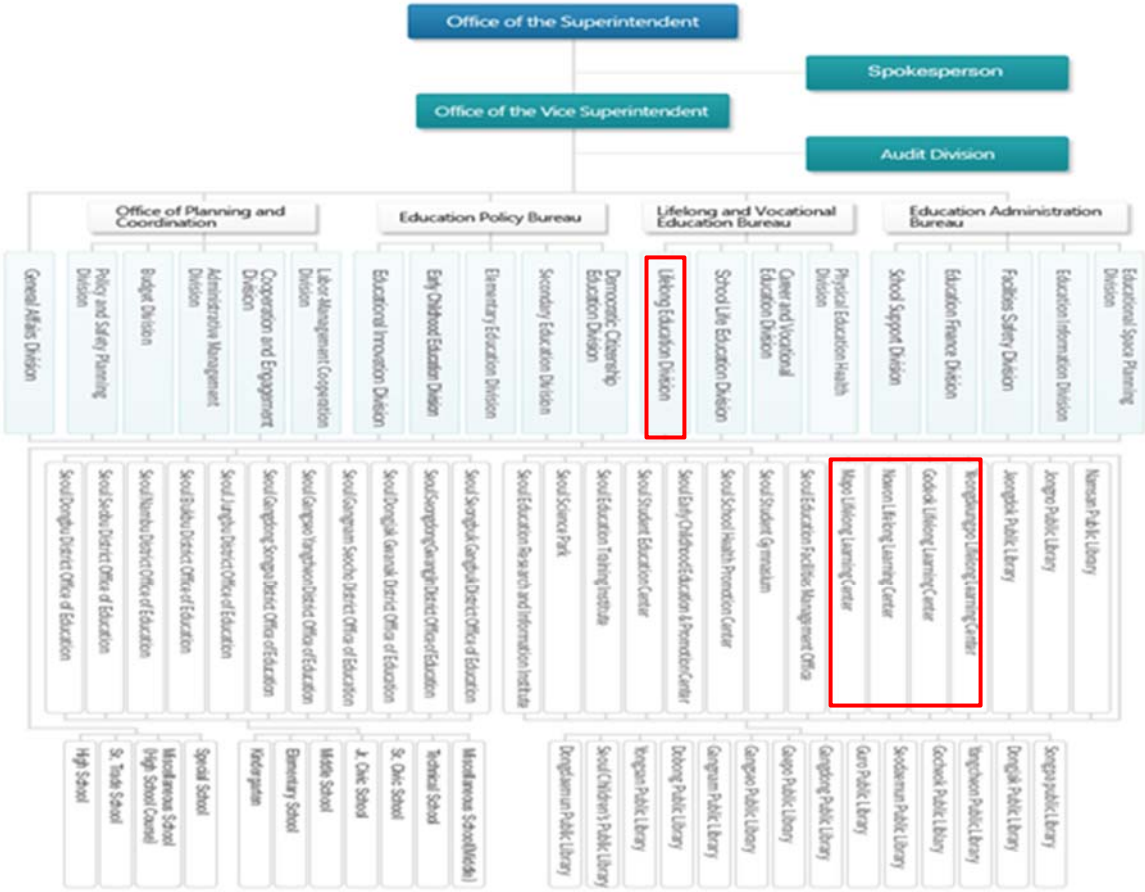 Office of the Superintendent
Spokesperson
Office of the Vice Superintendent
Audit Division
Office of Planning and
Coordination
Education Policy Bureau
Lifelong and Vocational
Education Bureau
Education Administration
Bureau
General Affairs Division
Policy and Safety Planning
Division
Budget Division
Administrative Management
Division
Cooperation and Engagement
Division
Labor-Management Cooperation
Division
Educational Innovation Division
Early Childhood Education Division
Elementary Education Division
Secondary Education Division
Democratic Citizenship
Education Division
Lifelong Education Division
School Life Education Division
Career and Vocational
Education Division
Physical Education Health
Division
School Support Division
Education Finance Division
Facilities Safety Division
Education Information Division
Educational Space Planning
Division
Seoul Dongbu District Office of Education
Seoul Seobu District Office of Education
Seoul Nambu District Office of Education
Seoul Bukbu District Office of Education
Seoul Jungbu District Office of Education
Seoul Gangdong Songpa District Office of Education
Seoul Gangseo Yangcheon District Office of Education
Seoul Gangnam Seocho District Office of Education
Seoul Dongjak Gwanak District Office of Education
Seoul Seongdong Gwangjin District Office of Education
Seoul Seongbuk Gangbuk District Office of Education
Seoul Education Research and Information Institute
Seoul Science Park
Seoul Education Training Institute
Seoul Student Education Center
Seoul Early Childhood Education & Promotion Center
Seoul School Health Promotion Center
Seoul Student Gymnasium
Seoul Education Facilities Management Office
Mapo Lifelong Learning Center
Nowon Lifelong Learning Center
Godeok Lifelong Learning Center
Yeongdeungpo Lifelong Learning Center
Jeongdok Public Library
Jongno Public Library
Namsan Public Library
High School
Sr. Trade School
Miscellaneous School
(High School Course)
Special School
Kindergarten
Elementary School
Middle School
Jr. Civic School
Sr. Civic School
Technical School
Miscellaneous School(Middle)
Dongdaemun Public Library
Seoul Children's Public Library
Yongsan Public Library
Dobong Public Library
Gangnam Public Library
Gangseo Public Library
Gaepo Public Library
Gangdong Public Library
Guro Public Library
Seodaemun Public Library
Gocheok Public Library
Yangcheon Public Library
Dongjak Public Library
Songpa public Library